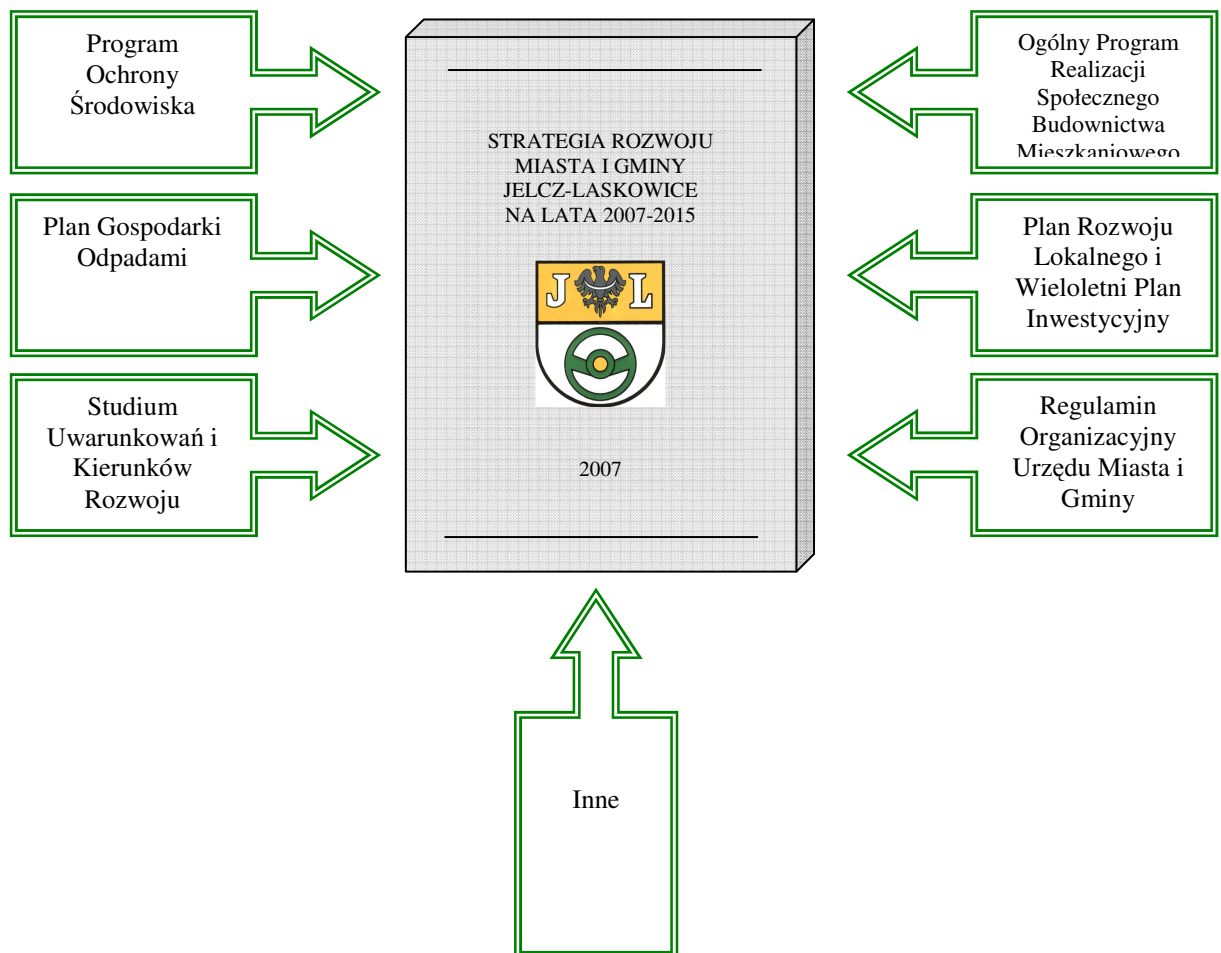 Program
Ochrony
Środowiska
Plan Gospodarki
Odpadami
Studium
Uwarunkowań i
Kierunków
Rozwoju
STRATEGIA ROZWOJU
MIASTA I GMINY
JELCZ-LASKOWICE
NA LATA 2007-2015
J L
2007
Ogólny Program
Realizacji
Społecznego
Budownictwa
Mieszkaniowego
Plan Rozwoju
Lokalnego i
Wieloletni Plan
Inwestycyjny
Regulamin
Organizacyjny
Urzędu Miasta i
Gminy
Inne